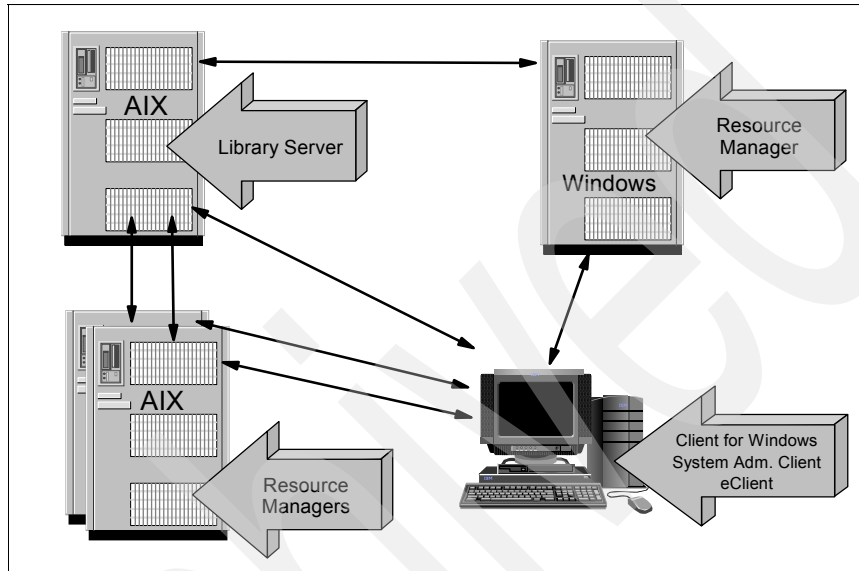 AIX
Library Server
Resource
Manager
Windows
AIX
Resource
Managers
Client for Windows
System Adm. Client
eClient